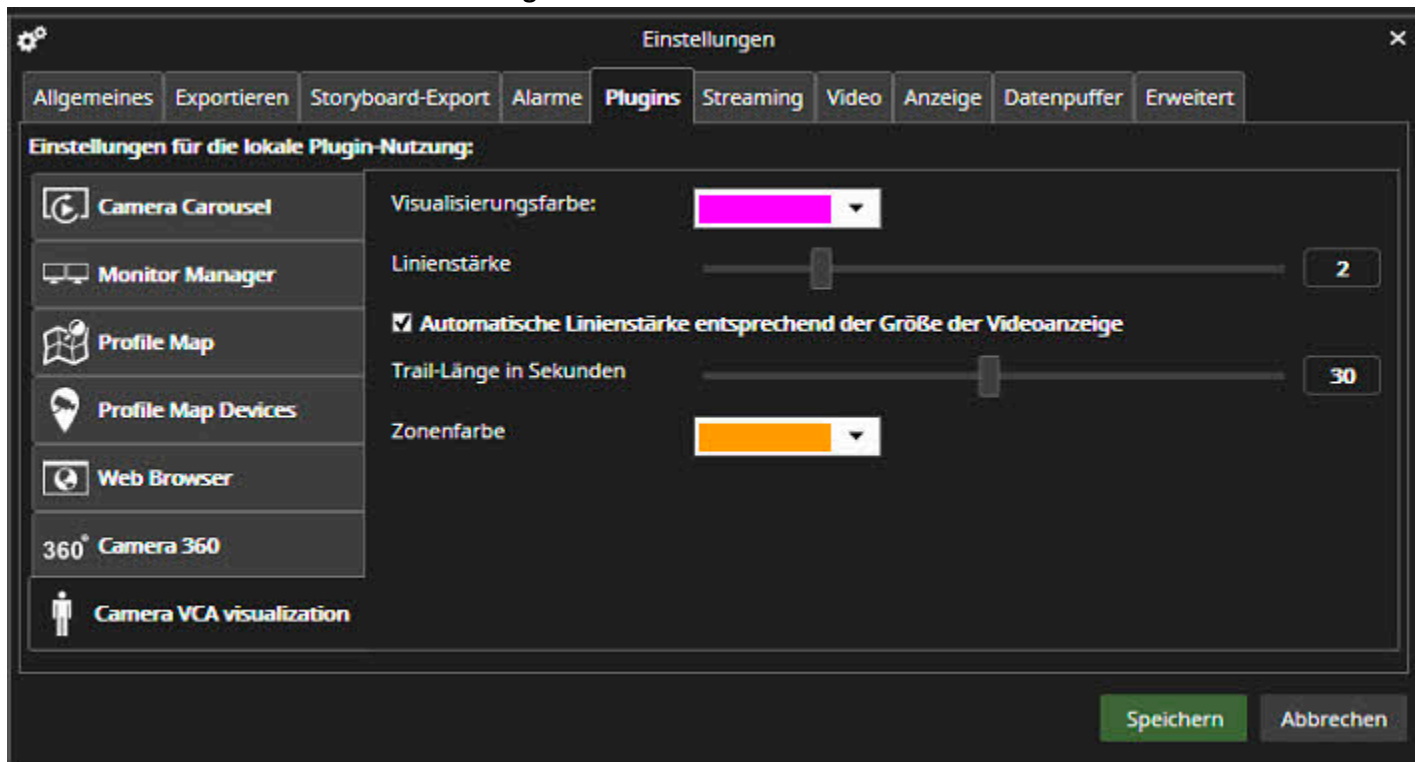 Einstellungen
Allgemeines Exportieren Storyboard-Export Alarme Plugins Streaming Video Anzeige Datenpuffer Erweitert
Einstellungen für die lokale Plugin-Nutzung:
Camera Carousel
Monitor Manager
Profile Map
Profile Map Devices
Web Browser
360° Camera 360
Camera VCA visualization
Visualisierungsfarbe:
Linienstärke 2
Automatische Linienstärke entsprechend der Größe der Videoanzeige
Trail-Länge in Sekunden 30
Zonenfarbe
Speichern Abbrechen